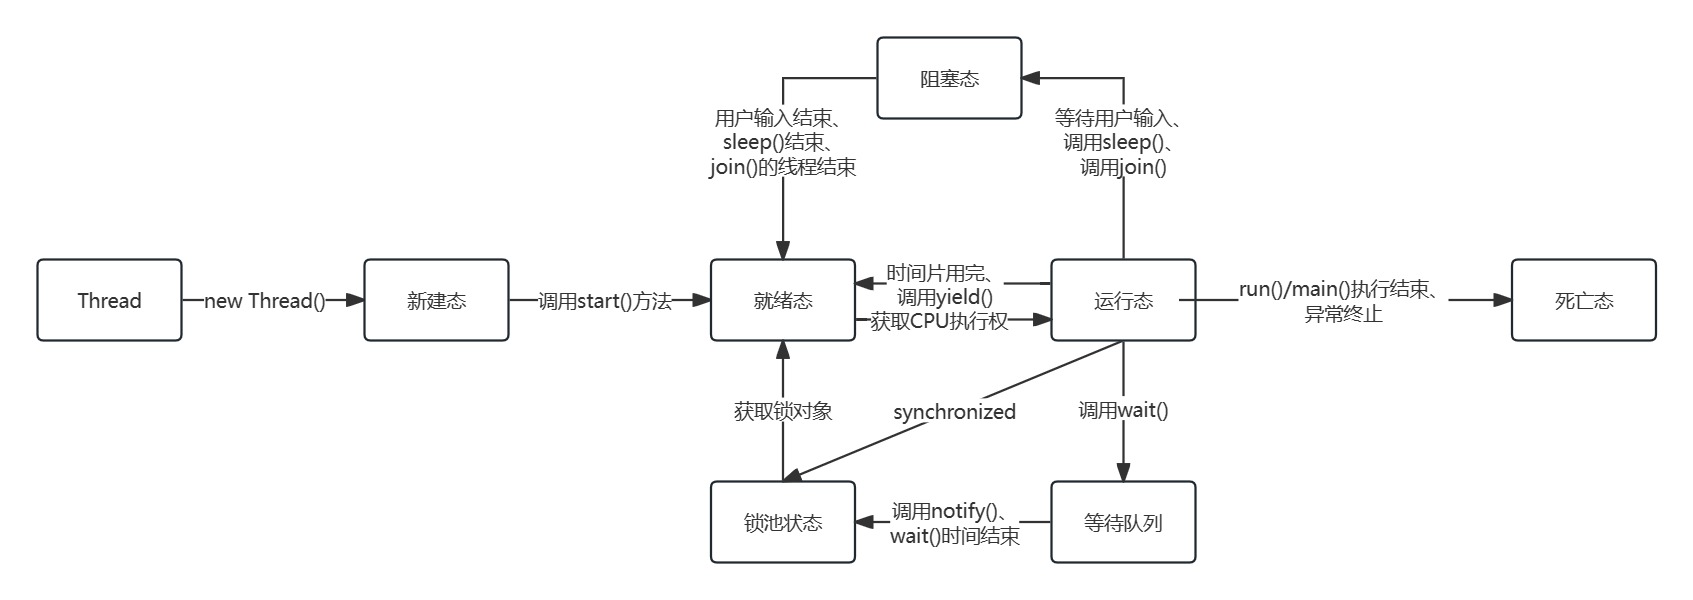 阻塞态
用户输入结束、
sleep()结束、
join()的线程结束
等待用户输入、
调用sleep()、
调用join()
Thread
new Thread()
新建态
调用start()方法
就绪态
时间片用完、
调用yield()
获取CPU执行权
运行态
run()/main()执行结束、
异常终止
死亡态
获取锁对象
synchronized
调用wait()
锁池状态
调用notify()、
wait()时间结束
等待队列